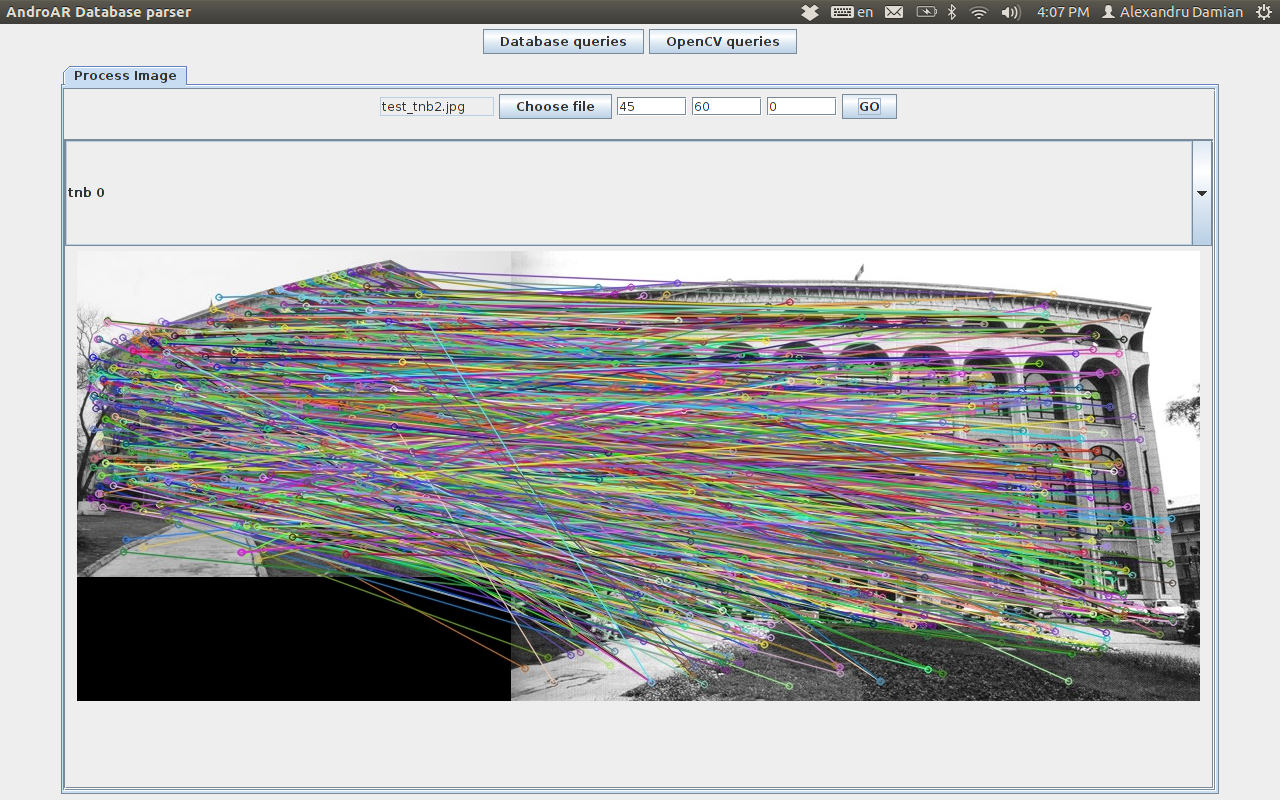 AndroAR Database parser en 4:07 PM Alexandru Damian
Database queries OpenCV queries
Process Image
test_tnb2.jpg Choose file 45 60 0 GO
tnb 0